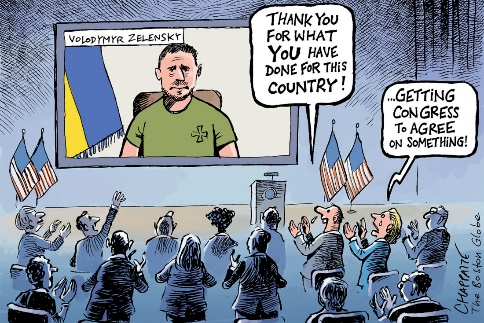 VOLODYMYR ZELENSKY
THANK YOU
FOR WHAT
YOU HAVE
DONE FOR THIS
COUNTRY!
...GETTING
CONGRESS
TO AGREE
ON SOMETHING!
CHAPPATTE
The Boston Globe